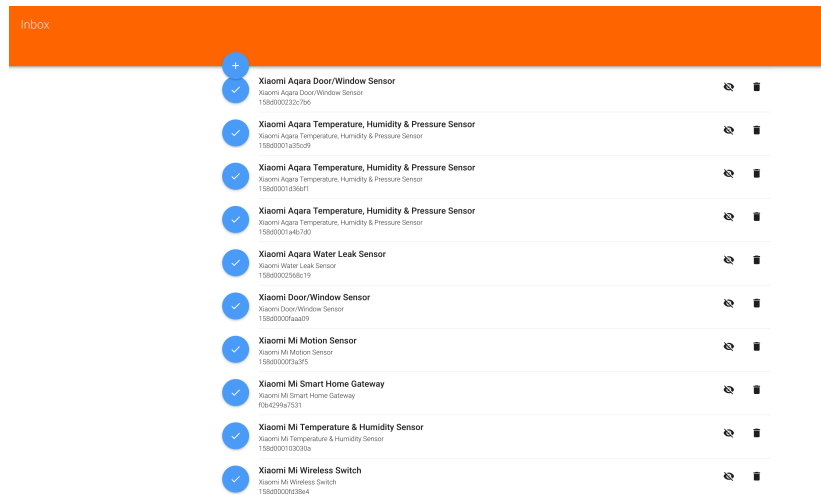 Inbox
Xiaomi Aqara Door/Window Sensor
Xiaomi Aqara Door/Window Sensor
158d000232c7b6
Xiaomi Aqara Temperature, Humidity & Pressure Sensor
Xiaomi Aqara Temperature, Humidity & Pressure Sensor
158d0001a35cd9
Xiaomi Aqara Temperature, Humidity & Pressure Sensor
Xiaomi Aqara Temperature, Humidity & Pressure Sensor
158d0001d36bf1
Xiaomi Aqara Temperature, Humidity & Pressure Sensor
Xiaomi Aqara Temperature, Humidity & Pressure Sensor
158d0001a4b7d0
Xiaomi Aqara Water Leak Sensor
Xiaomi Water Leak Sensor
158d0002568c19
Xiaomi Door/Window Sensor
Xiaomi Door/Window Sensor
158d0000faaa09
Xiaomi Mi Motion Sensor
Xiaomi Mi Motion Sensor
158d0000f3a3f5
Xiaomi Mi Smart Home Gateway
Xiaomi Mi Smart Home Gateway
f0b4299a7531
Xiaomi Mi Temperature & Humidity Sensor
Xiaomi Mi Temperature & Humidity Sensor
158d000103030a
Xiaomi Mi Wireless Switch
Xiaomi Mi Wireless Switch
158d0000fd38e4